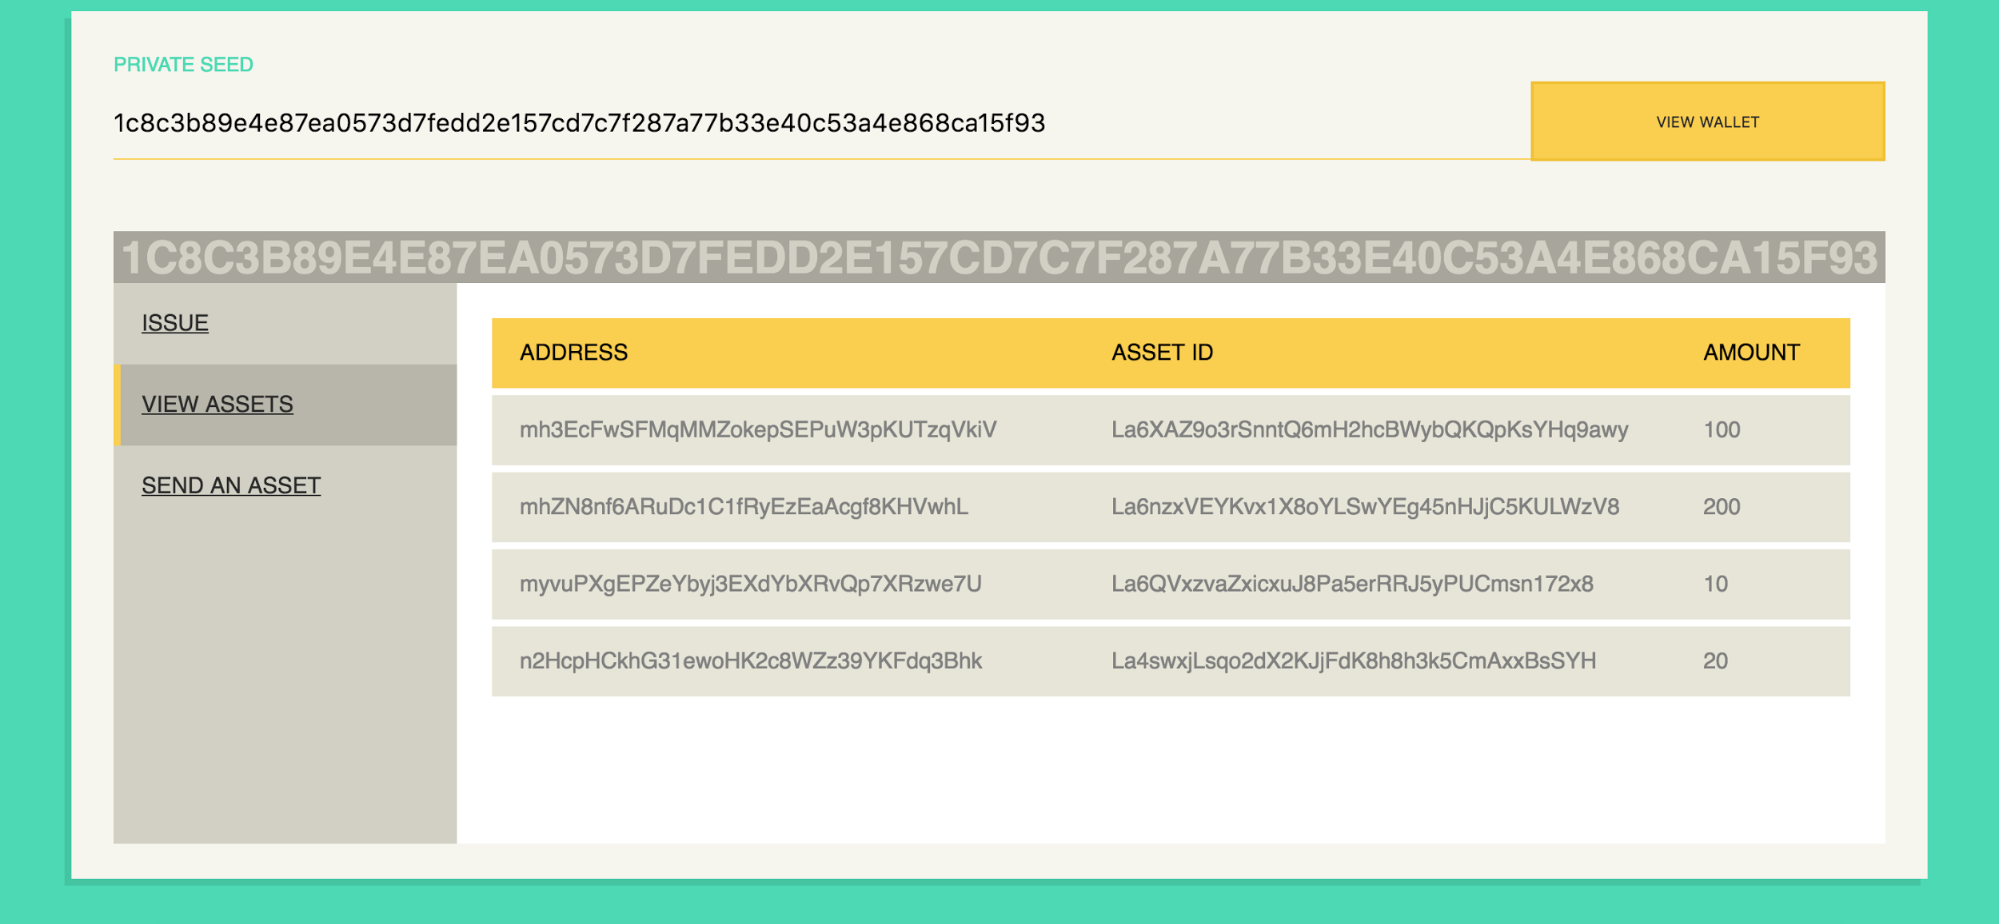 PRIVATE SEED
1c8c3b89e4e87ea0573d7fedd2e157cd7c7f287a77b33e40c53a4e868ca15f93
VIEW WALLET
1C8C3B89E4E87EA0573D7FEDD2E157CD7C7F287A77B33E40C53A4E868CA15F93
ISSUE
VIEW ASSETS
SEND AN ASSET
ADDRESS ASSET ID AMOUNT
mh3EcFwSFMqMMZokepSEPuW3pKUTzqVkiV La6XAZ9o3rSnntQ6mH2hcBWybQKQpKsYHq9awy 100
mhZN8nf6ARuDc1C1fRyEzEaAcgf8KHVwhL La6nzxVEYKvx1X8oYLSwYEg45nHJjC5KULWzV8 200
myvuPXgEPZeYbyj3EXdYbXRvQp7XRzwe7U La6QVxzvaZxicxuJ8Pa5erRRJ5yPUCmsn172x8 10
n2HcpHCkhG31ewoHK2c8WZz39YKFdq3Bhk La4swxjLsqo2dX2KJjFdK8h8h3k5CmAxxBsSYH 20